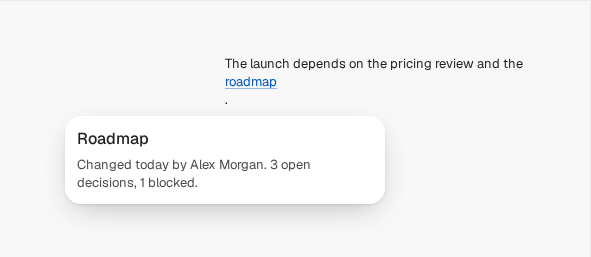 The launch depends on the pricing review and the
roadmap
.
Roadmap
Changed today by Alex Morgan. 3 open
decisions, 1 blocked.